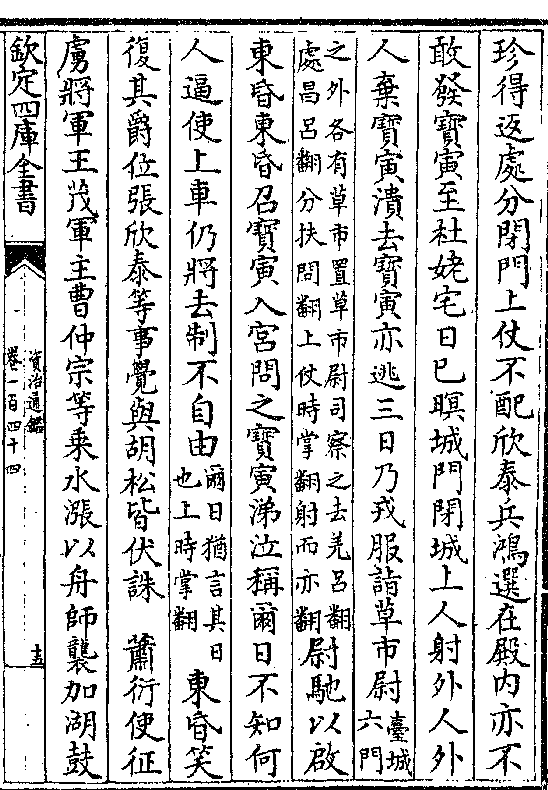 珍得返處分閉門上仗不配欣泰兵鴻選在殿内亦不
敢發寶寅至杜姥宅日已暝城門閉城上人射外人外
人棄寶寅潰去寶寅亦逃三日乃戎服詣草市尉臺城六門
之外各有草市置草市尉司察之去羌吕翻
處昌吕翻分扶問翻上仗時掌翻射而亦翻尉馳以啟
東昏東昏召寶寅入宫問之寶寅涕泣稱爾日不知何
人逼使上車仍將去制不自由爾日猶言其日也上時掌翻東昏笑
復其爵位張欣泰等事覺與胡松皆伏誅 蕭衍使征
虜將軍王茂軍主曹仲宗等乗水漲以舟師襲加湖鼓
欽定四庫全書
資治通鑑
卷一百四十四
十五